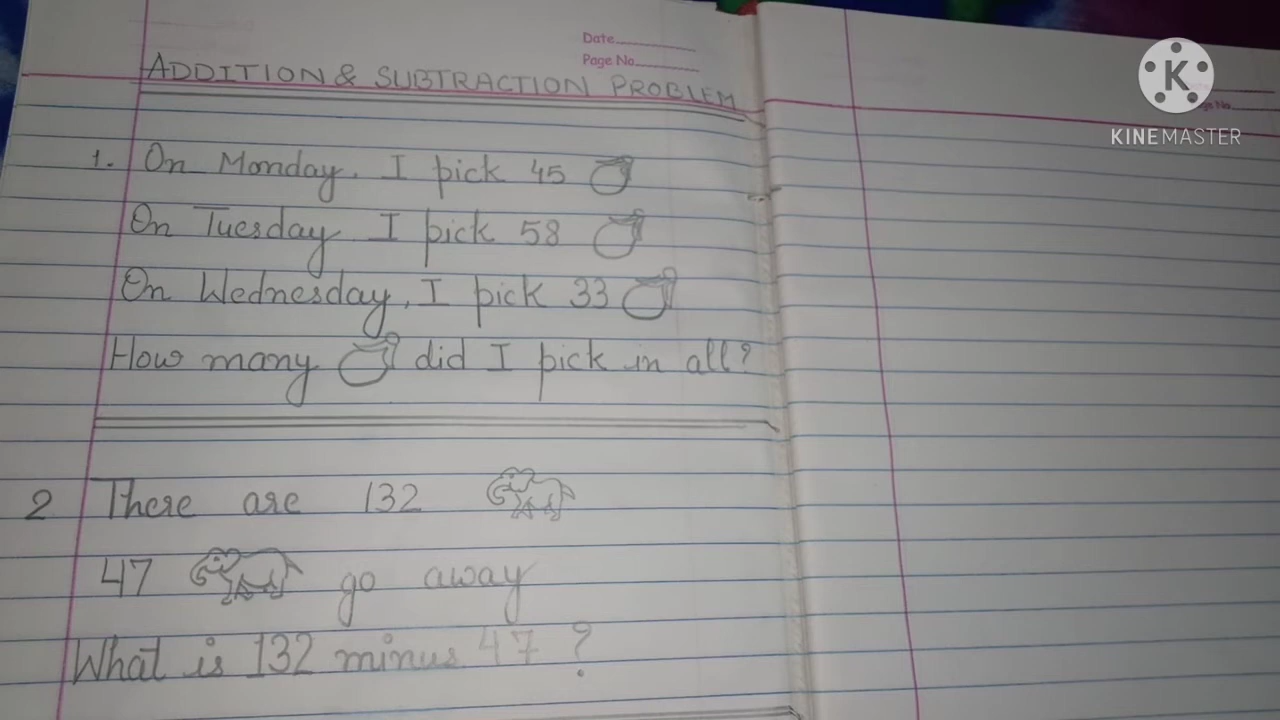 Date
Page No.
ADDITION & SUBTRACTION PROBLEM
1. On Monday, I pick 45
On Tuesday I pick 58
On Wednesday, I pick 33
How many did I pick in all?
2 There are 132
47 go away
What is 132 minus 47 ?
K
KINEMASTER